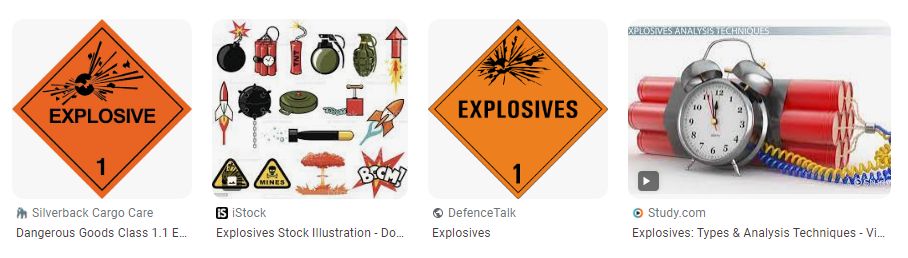 EXPLOSIVE
1
TNT
MINES
BOOM!
EXPLOSIVES
1
EXPLOSIVES ANALYSIS TECHNIQUES
12
Silverback Cargo Care
Dangerous Goods Class 1.1 E...
iStock
Explosives Stock Illustration - Do...
DefenceTalk
Explosives
Study.com
Explosives: Types & Analysis Techniques - Vi...